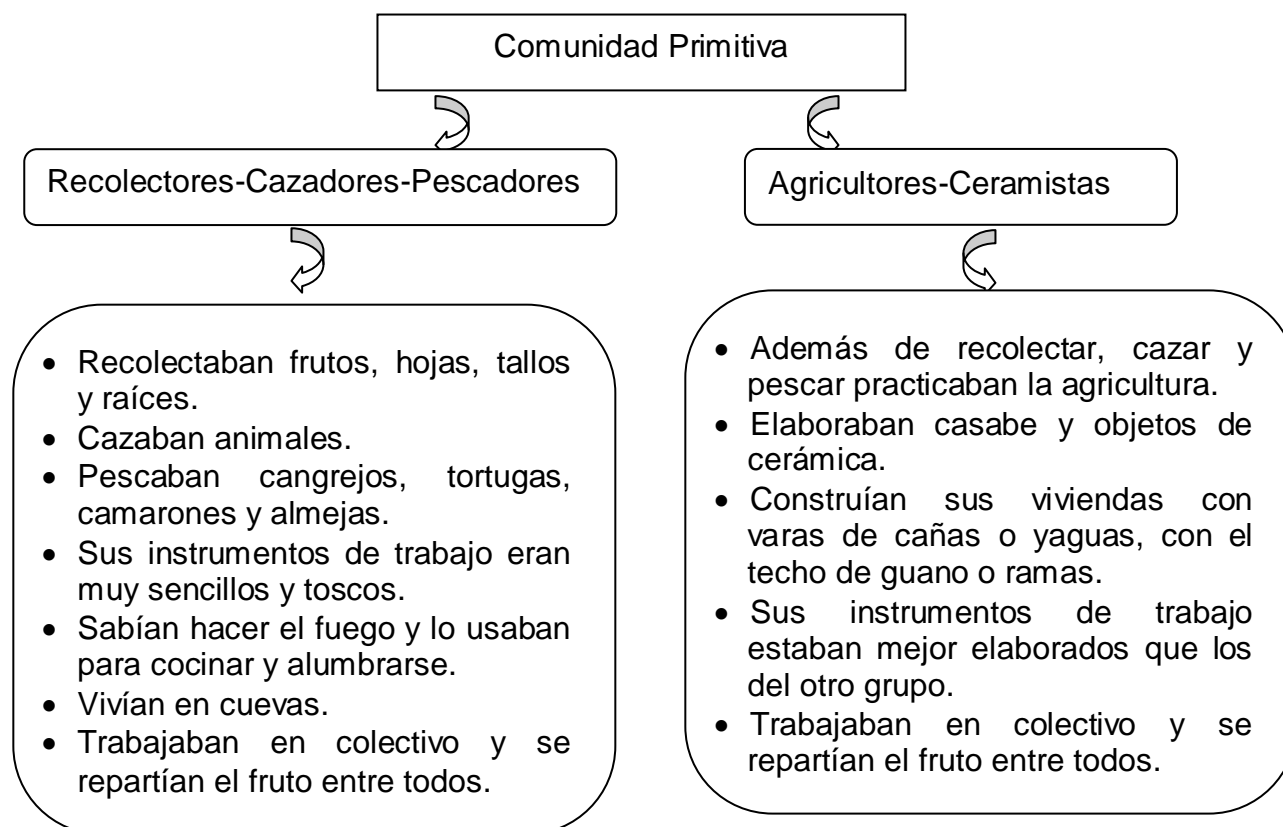 Comunidad Primitiva
Recolectores-Cazadores-Pescadores
• Recolectaban frutos, hojas, tallos
y raíces.
• Cazaban animales.
• Pescaban cangrejos, tortugas,
camarones y almejas.
• Sus instrumentos de trabajo eran
muy sencillos y toscos.
• Sabían hacer el fuego y lo usaban
para cocinar y alumbrarse.
• Vivían en cuevas.
• Trabajaban en colectivo y se
repartían el fruto entre todos.
Agricultores-Ceramistas
• Además de recolectar, cazar y
pescar practicaban la agricultura.
• Elaboraban casabe y objetos de
cerámica.
• Construían sus viviendas con
varas de cañas o yaguas, con el
techo de guano o ramas.
• Sus instrumentos de trabajo
estaban mejor elaborados que los
del otro grupo.
• Trabajaban en colectivo y se
repartían el fruto entre todos.